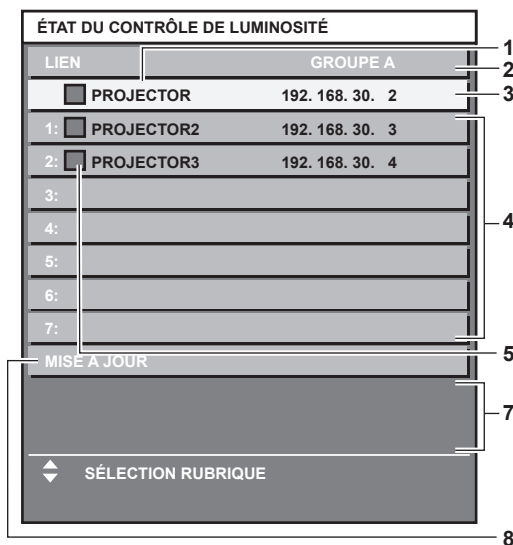 ÉTAT DU CONTRÔLE DE LUMINOSITÉ
LIEN GROUPE A
PROJECTOR 192. 168. 30. 2
1: PROJECTOR2 192. 168. 30. 3
2: PROJECTOR3 192. 168. 30. 4
3:
4:
5:
6:
7:
MISE À JOUR
SÉLECTION RUBRIQUE
1
2
3
4
5
7
8